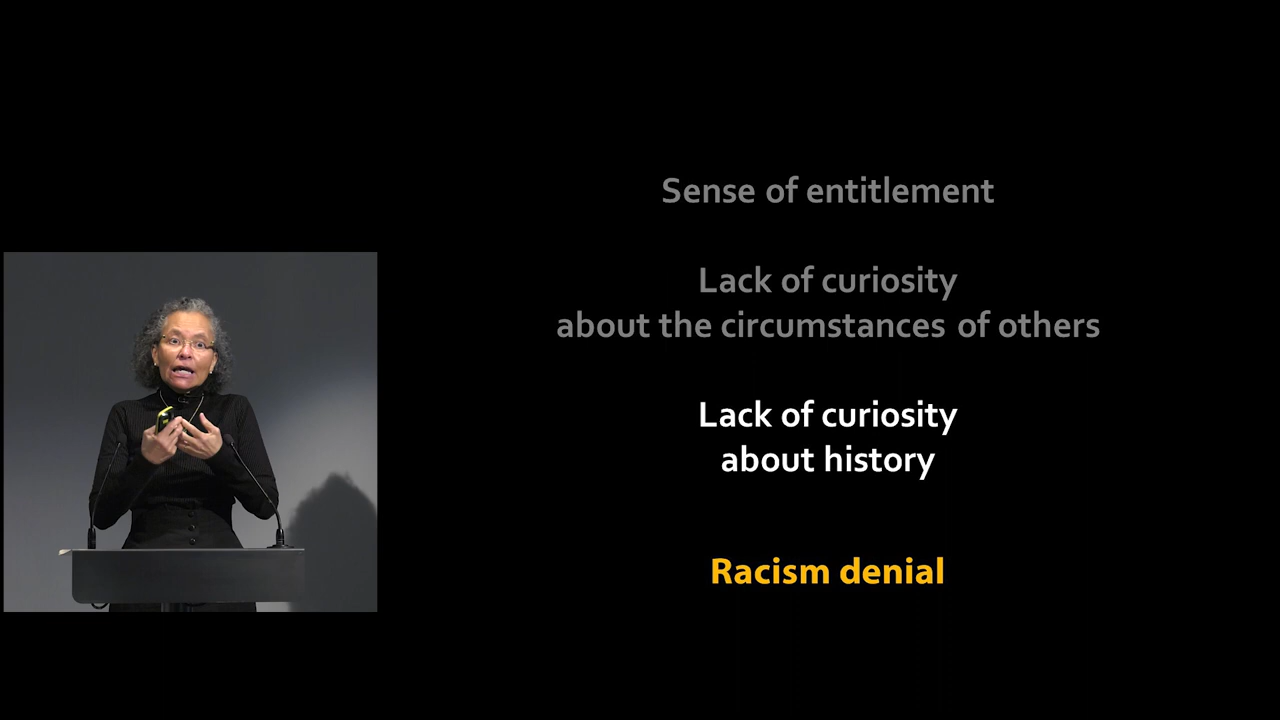 Sense of entitlement
Lack of curiosity
about the circumstances of others
Lack of curiosity
about history
Racism denial